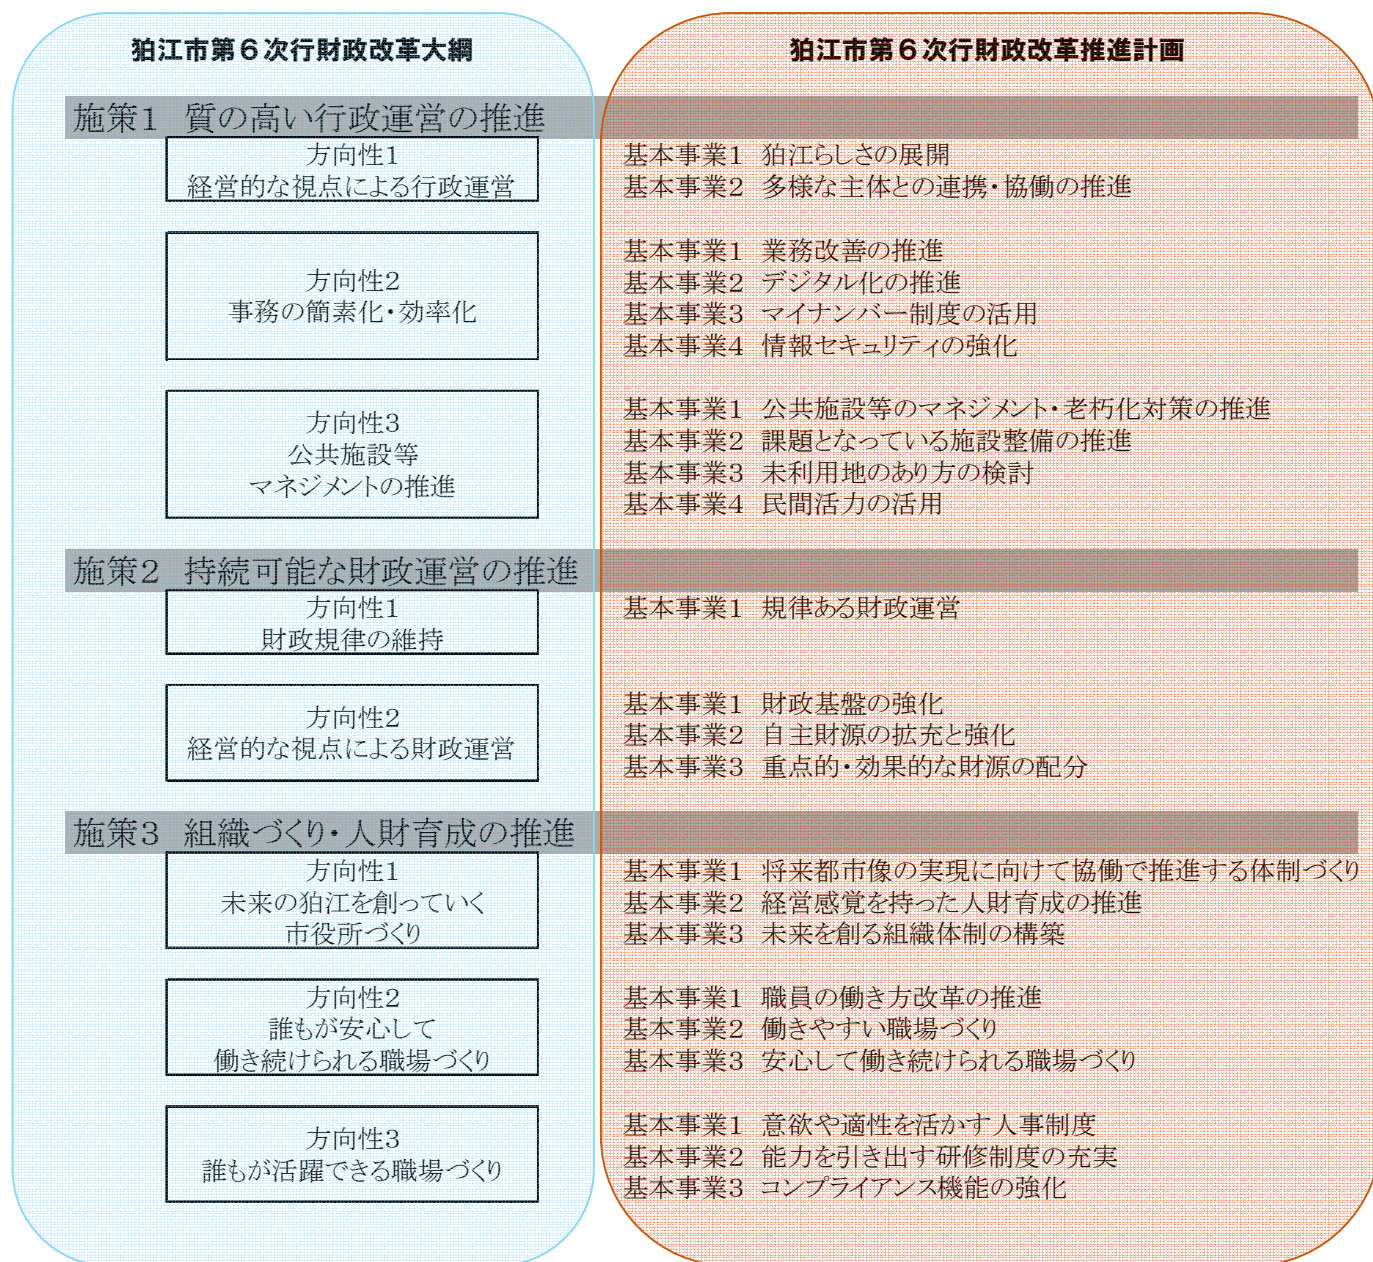 狛江市第６次行財政改革大綱
狛江市第６次行財政改革推進計画
施策1　質の高い行政運営の推進
方向性1
経営的な視点による行政運営
基本事業1　狛江らしさの展開
基本事業2　多様な主体との連携・協働の推進
方向性2
事務の簡素化・効率化
基本事業1　業務改善の推進
基本事業2　デジタル化の推進
基本事業3　マイナンバー制度の活用
基本事業4　情報セキュリティの強化
方向性3
公共施設等
マネジメントの推進
基本事業1　公共施設等のマネジメント・老朽化対策の推進
基本事業2　課題となっている施設整備の推進
基本事業3　未利用地のあり方の検討
基本事業4　民間活力の活用
施策2　持続可能な財政運営の推進
方向性1
財政規律の維持
基本事業1　規律ある財政運営
方向性2
経営的な視点による財政運営
基本事業1　財政基盤の強化
基本事業2　自主財源の拡充と強化
基本事業3　重点的・効果的な財源の配分
施策3　組織づくり・人財育成の推進
方向性1
未来の狛江を創っていく
市役所づくり
基本事業1　将来都市像の実現に向けて協働で推進する体制づくり
基本事業2　経営感覚を持った人財育成の推進
基本事業3　未来を創る組織体制の構築
方向性2
誰もが安心して
働き続けられる職場づくり
基本事業1　職員の働き方改革の推進
基本事業2　働きやすい職場づくり
基本事業3　安心して働き続けられる職場づくり
方向性3
誰もが活躍できる職場づくり
基本事業1　意欲や適性を活かす人事制度
基本事業2　能力を引き出す研修制度の充実
基本事業3　コンプライアンス機能の強化